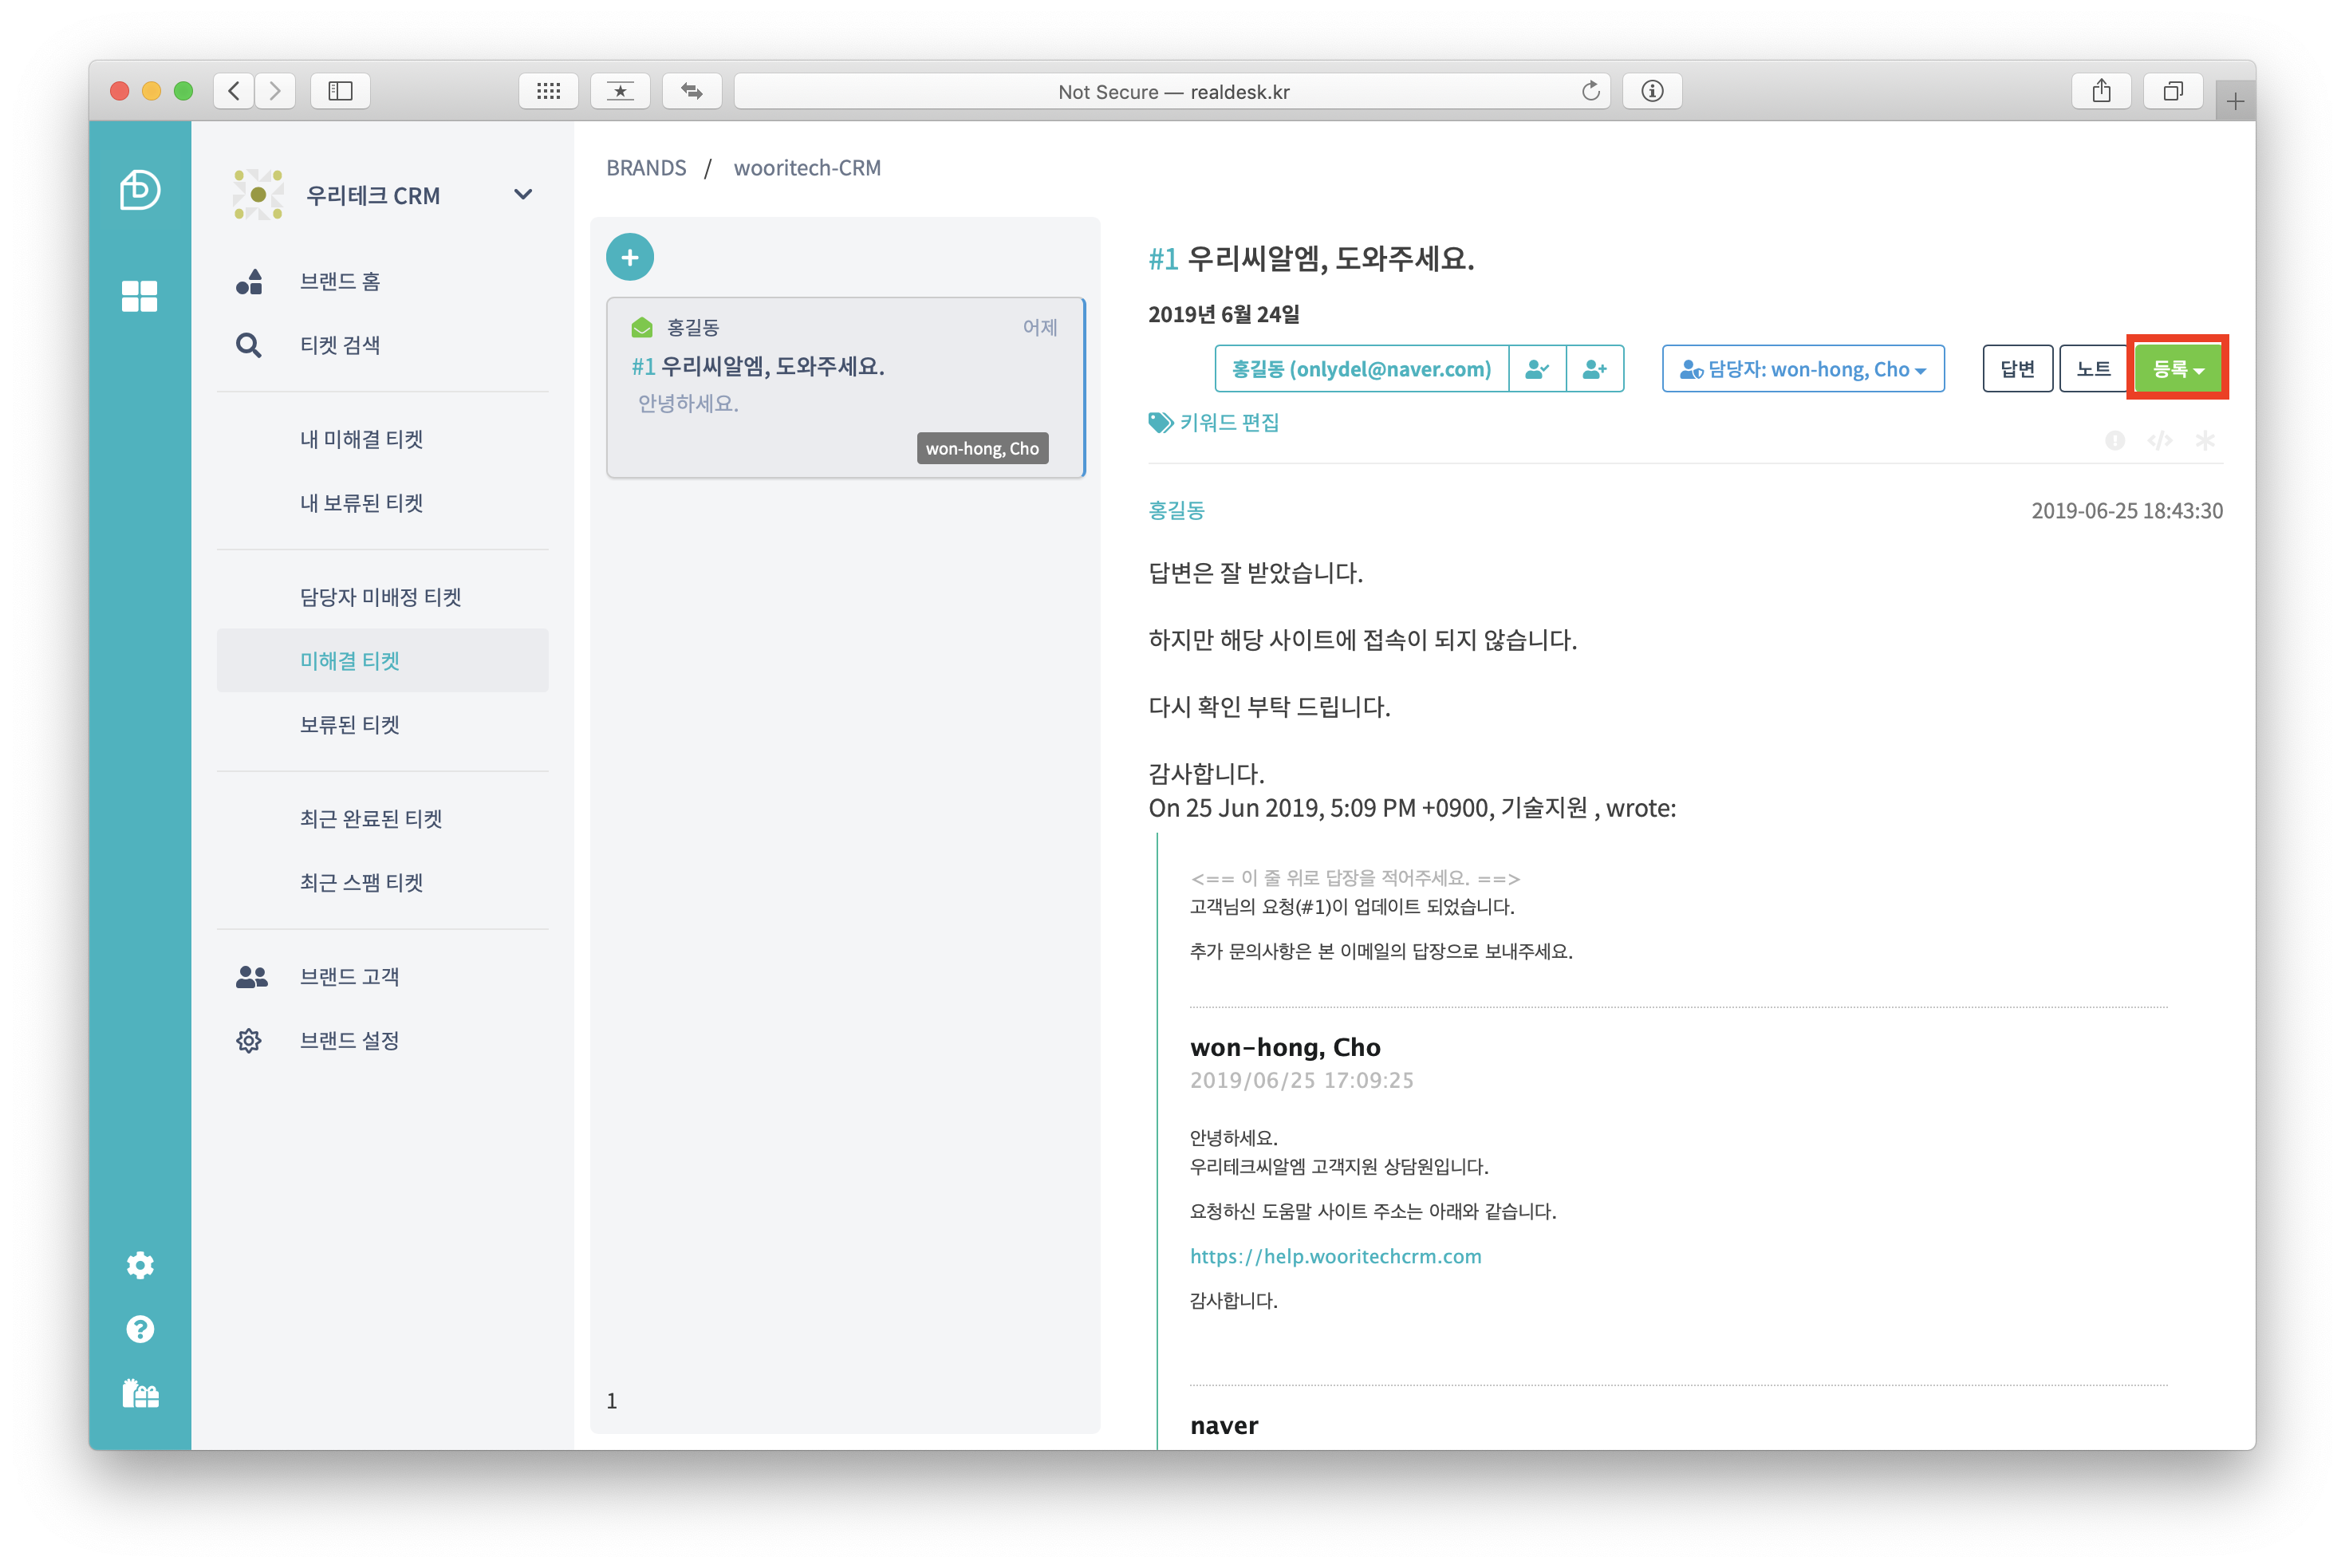 Not Secure — realdesk.kr
우리테크 CRM
브랜드 홈
티켓 검색
내 미해결 티켓
내 보류된 티켓
담당자 미배정 티켓
미해결 티켓
보류된 티켓
최근 완료된 티켓
최근 스팸 티켓
브랜드 고객
브랜드 설정
BRANDS / wooritech-CRM
홍길동 어제
#1 우리씨알엠, 도와주세요.
안녕하세요.
won-hong, Cho
1
#1 우리씨알엠, 도와주세요.
2019년 6월 24일
홍길동 (onlydel@naver.com) 담당자: won-hong, Cho 답변 노트 등록
키워드 편집
홍길동 2019-06-25 18:43:30
답변은 잘 받았습니다.
하지만 해당 사이트에 접속이 되지 않습니다.
다시 확인 부탁 드립니다.
감사합니다.
On 25 Jun 2019, 5:09 PM +0900, 기술지원 , wrote:
<== 이 줄 위로 답장을 적어주세요. ==>
고객님의 요청(#1)이 업데이트 되었습니다.
추가 문의사항은 본 이메일의 답장으로 보내주세요.
won-hong, Cho
2019/06/25 17:09:25
안녕하세요.
우리테크씨알엠 고객지원 상담원입니다.
요청하신 도움말 사이트 주소는 아래와 같습니다.
https://help.wooritechcrm.com
감사합니다.
naver